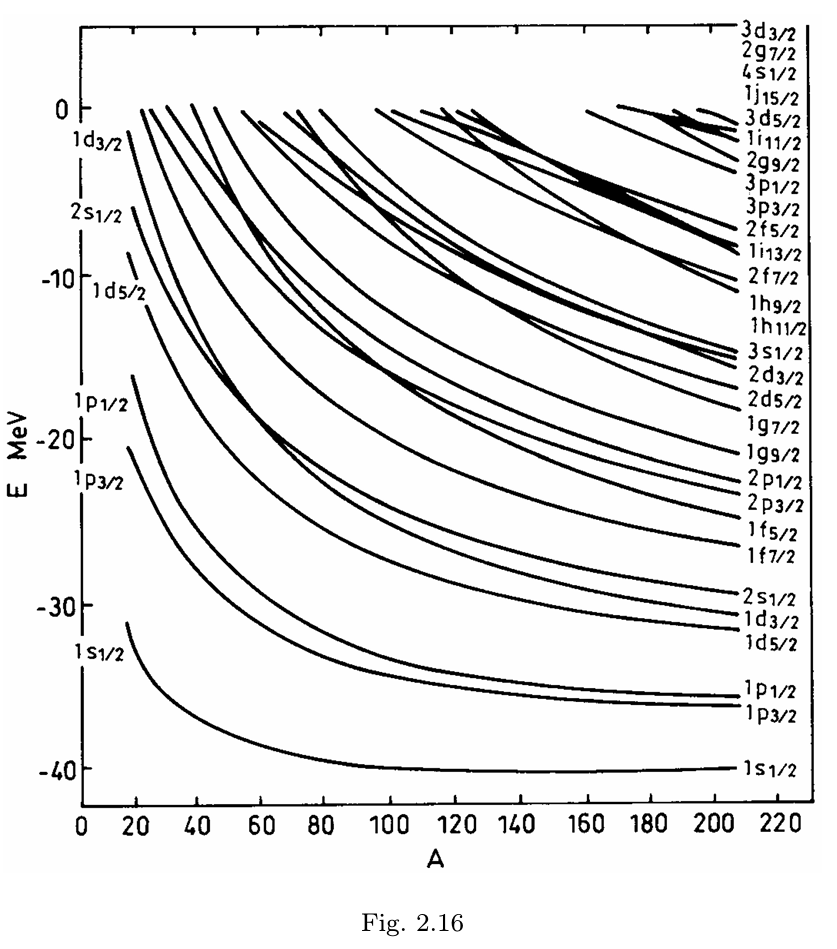 3d3/2
2g7/2
4s1/2
1j15/2
0
3d5/2
1d3/2
1i11/2
2g9/2
3p1/2
2s1/2
3p3/2
2f5/2
1i13/2
-10
2f7/2
1d5/2
1h9/2
1h11/2
3s1/2
2d3/2
1p1/2
2d5/2
1g7/2
-20
1g9/2
E MeV
1p3/2
2p1/2
2p3/2
1f5/2
1f7/2
-30
2s1/2
1d3/2
1d5/2
1s1/2
1p1/2
1p3/2
-40
1s1/2
0 20 40 60 80 100 120 140 160 180 200 220
A
Fig. 2.16